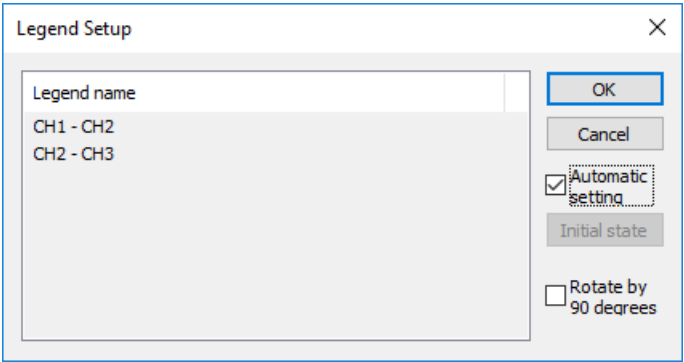 Legend Setup
Legend name
CH1 - CH2
CH2 - CH3
OK
Cancel
Automatic
setting
Initial state
Rotate by
90 degrees